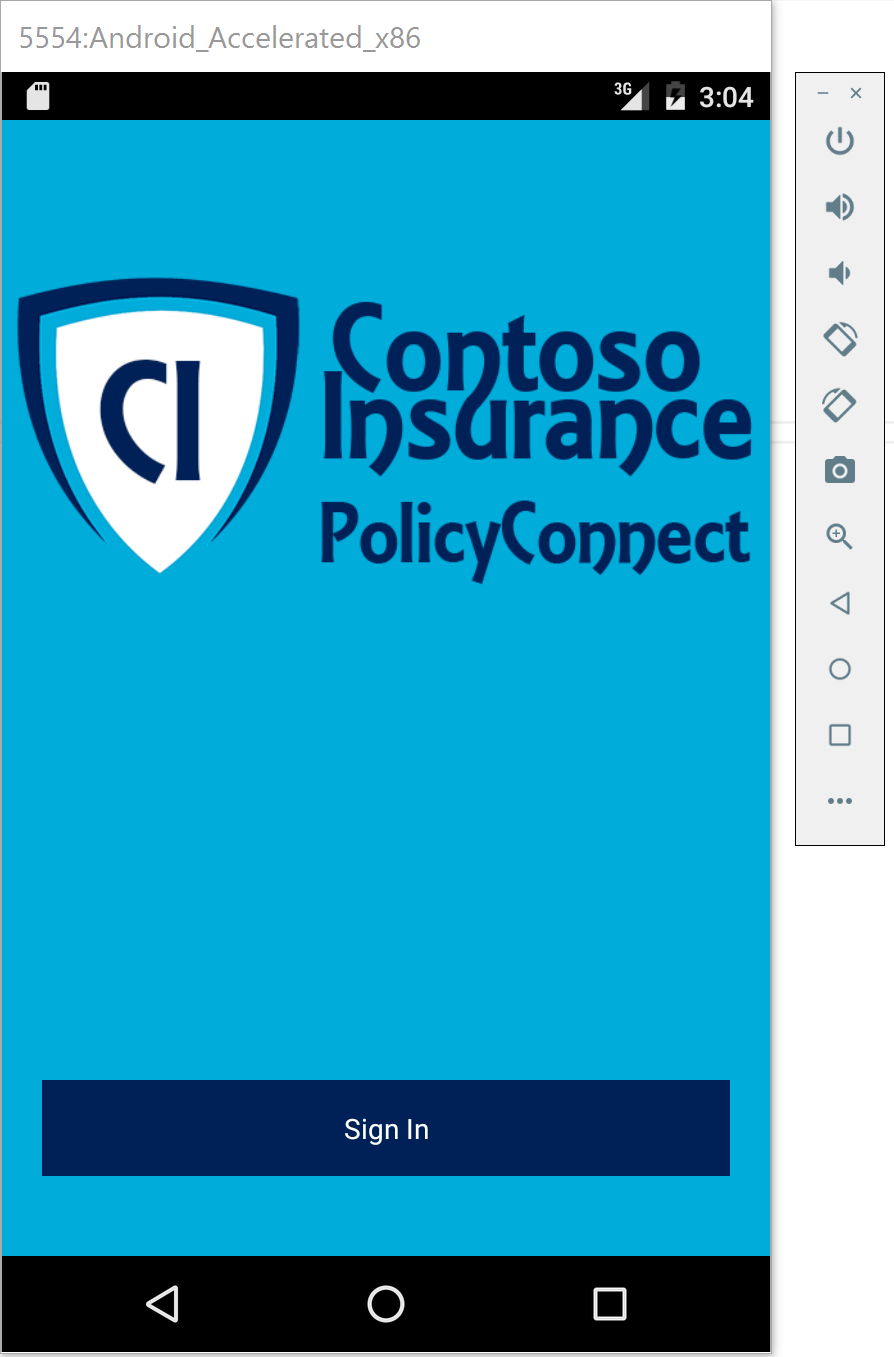 5554:Android_Accelerated_x86
3G 3:04
CI
Contoso
Insurance
PolicyConnect
Sign In